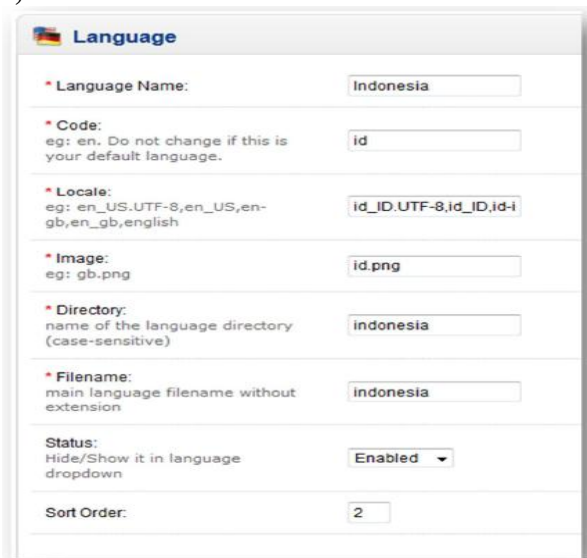 )
Language
* Language Name: Indonesia
* Code: id
eg: en. Do not change if this is
your default language.
* Locale:
eg: en_US.UTF-8,en_US,en-
gb,en_gb,english
id_ID.UTF-8,id_ID,id-i
* Image:
eg: gb.png
id.png
* Directory:
name of the language directory
(case-sensitive)
indonesia
* Filename:
main language filename without
extension
indonesia
Status:
Hide/Show it in language
dropdown
Enabled
Sort Order: 2